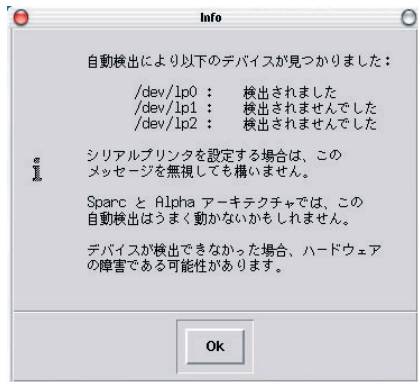 Info
自動検出により以下のデバイスが見つかりました：
/dev/lp0 : 検出されました
/dev/lp1 : 検出されませんでした
/dev/lp2 : 検出されませんでした
シリアルプリンタを設定する場合は、この
メッセージを無視しても構いません。
Sparc と Alpha アーキテクチャでは、この
自動検出はうまく動かないかもしれません。
デバイスが検出できなかった場合、ハードウェア
の障害である可能性があります。
Ok